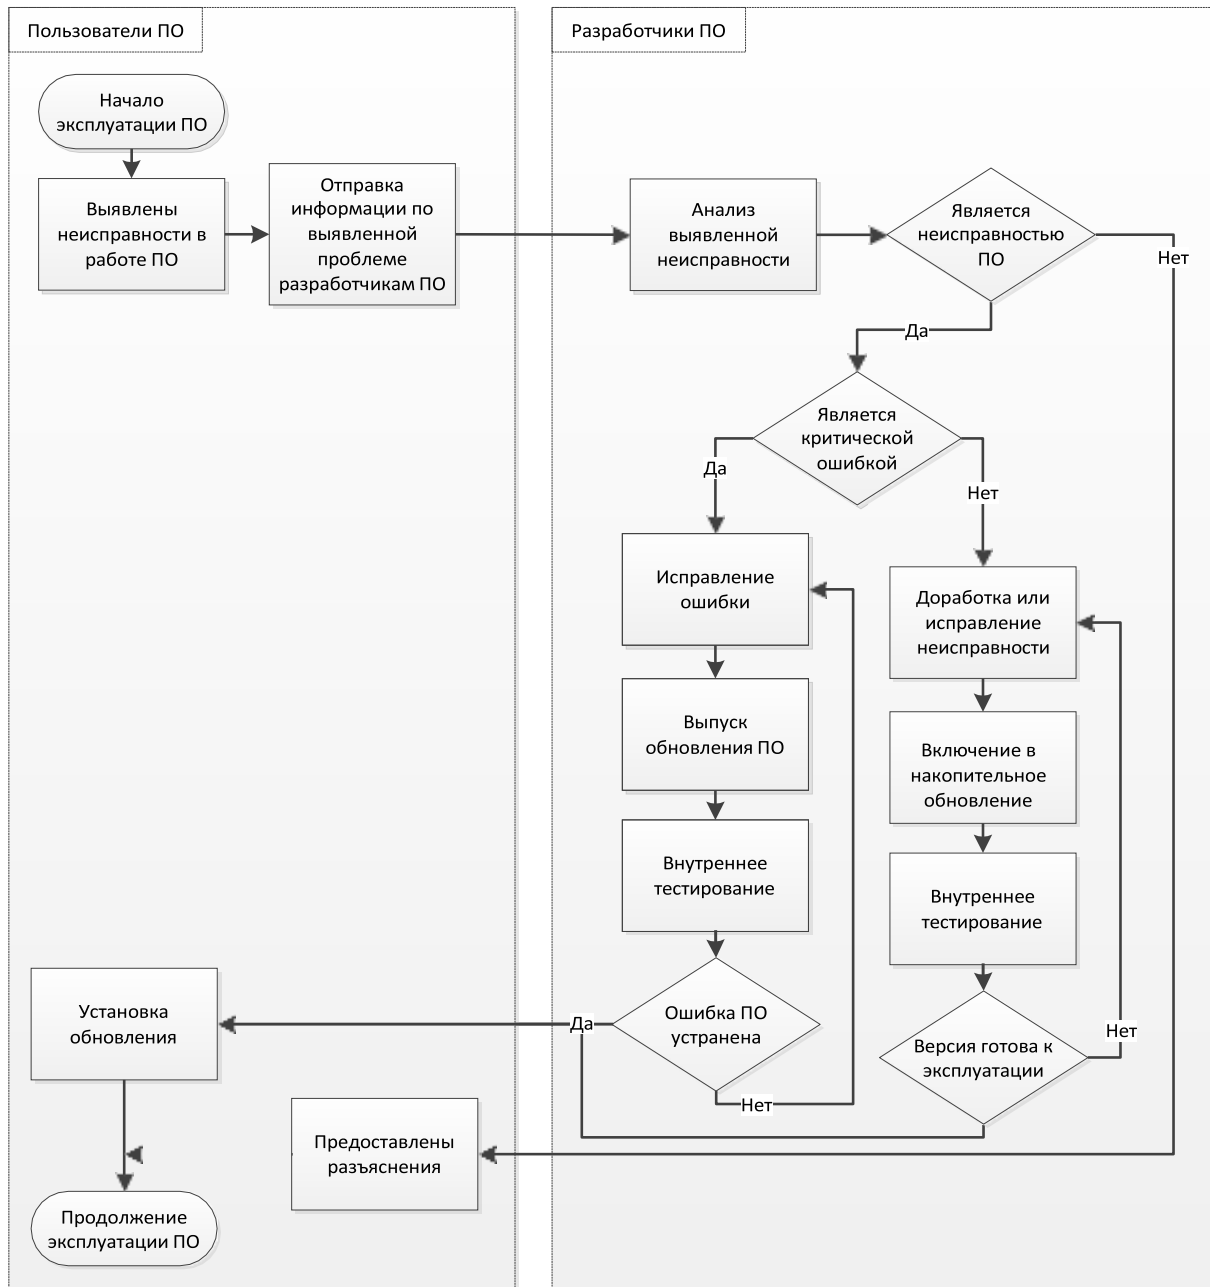 Пользователи ПО
Начало
эксплуатации ПО
Выявлены
неисправности в
работе ПО
Отправка
информации по
выявленной
проблеме
разработчикам ПО
Разработчики ПО
Анализ
выявленной
неисправности
Является
неисправностью
ПО
Нет
Да
Является
критической
ошибкой
Да
Нет
Исправление
ошибки
Выпуск
обновления ПО
Внутреннее
тестирование
Ошибка ПО
устранена
Да
Нет
Доработка или
исправление
неисправности
Включение в
накопительное
обновление
Внутреннее
тестирование
Версия готова к
эксплуатации
Нет
Установка
обновления
Предоставлены
разъяснения
Продолжение
эксплуатации ПО